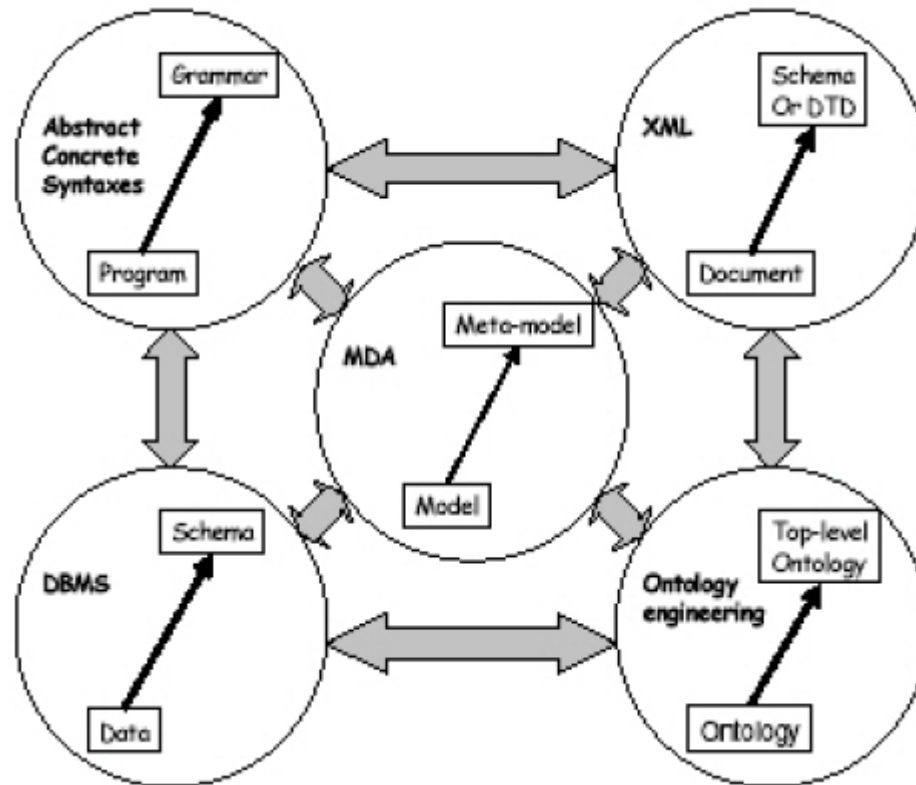 Grammar
Abstract
Concrete
Syntaxes
Program
Schema
Or DTD
XML
Document
Meta-model
MDA
Model
Schema
DBMS
Data
Top-level
Ontology
Ontology
engineering
Ontology